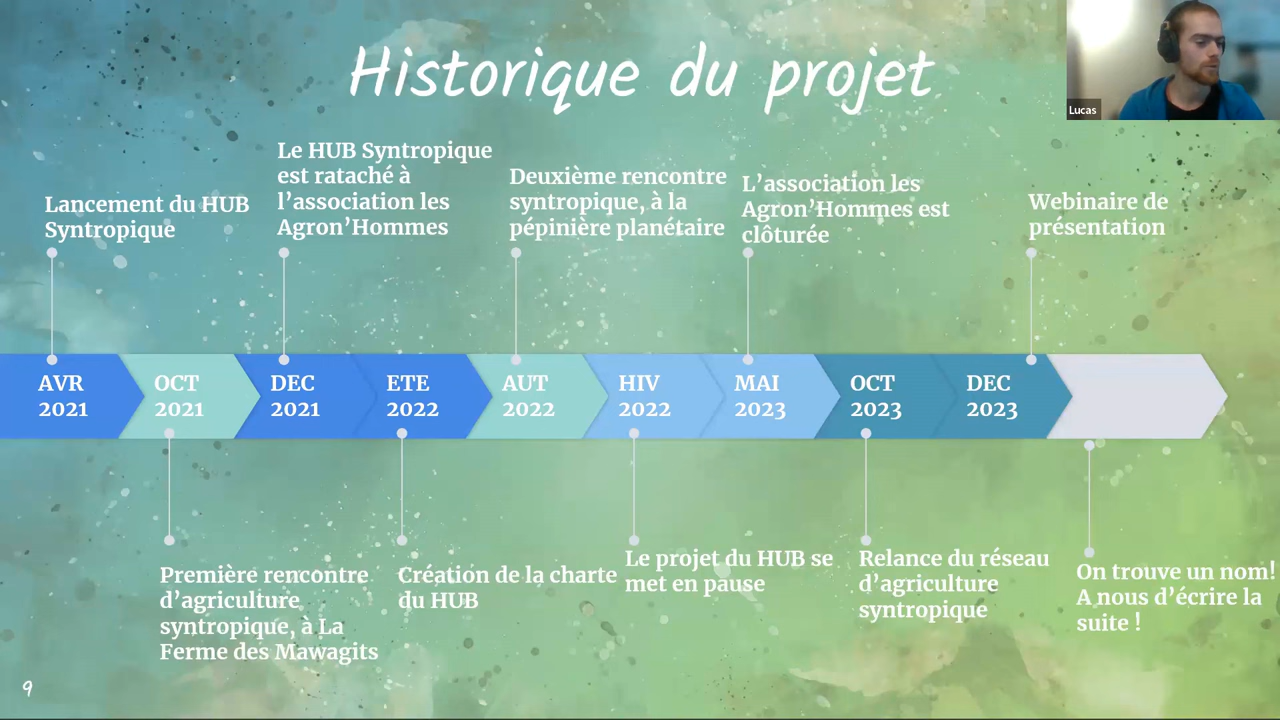 Historique du projet
Lucas
Lancement du HUB
Syntropique
Le HUB Syntropique
est rataché à
l’association les
Agron’Hommes
Deuxième rencontre
syntropique, à la
pépinière planétaire
L’association les
Agron’Hommes est
clôturée
Webinaire de
présentation
AVR
2021
OCT
2021
DEC
2021
ETE
2022
AUT
2022
HIV
2022
MAI
2023
OCT
2023
DEC
2023
Première rencontre
d’agriculture
syntropique, à La
Ferme des Mawagits
Création de la charte
du HUB
Le projet du HUB se
met en pause
Relance du réseau
d’agriculture
syntropique
On trouve un nom!
A nous d’écrire la
suite !
9